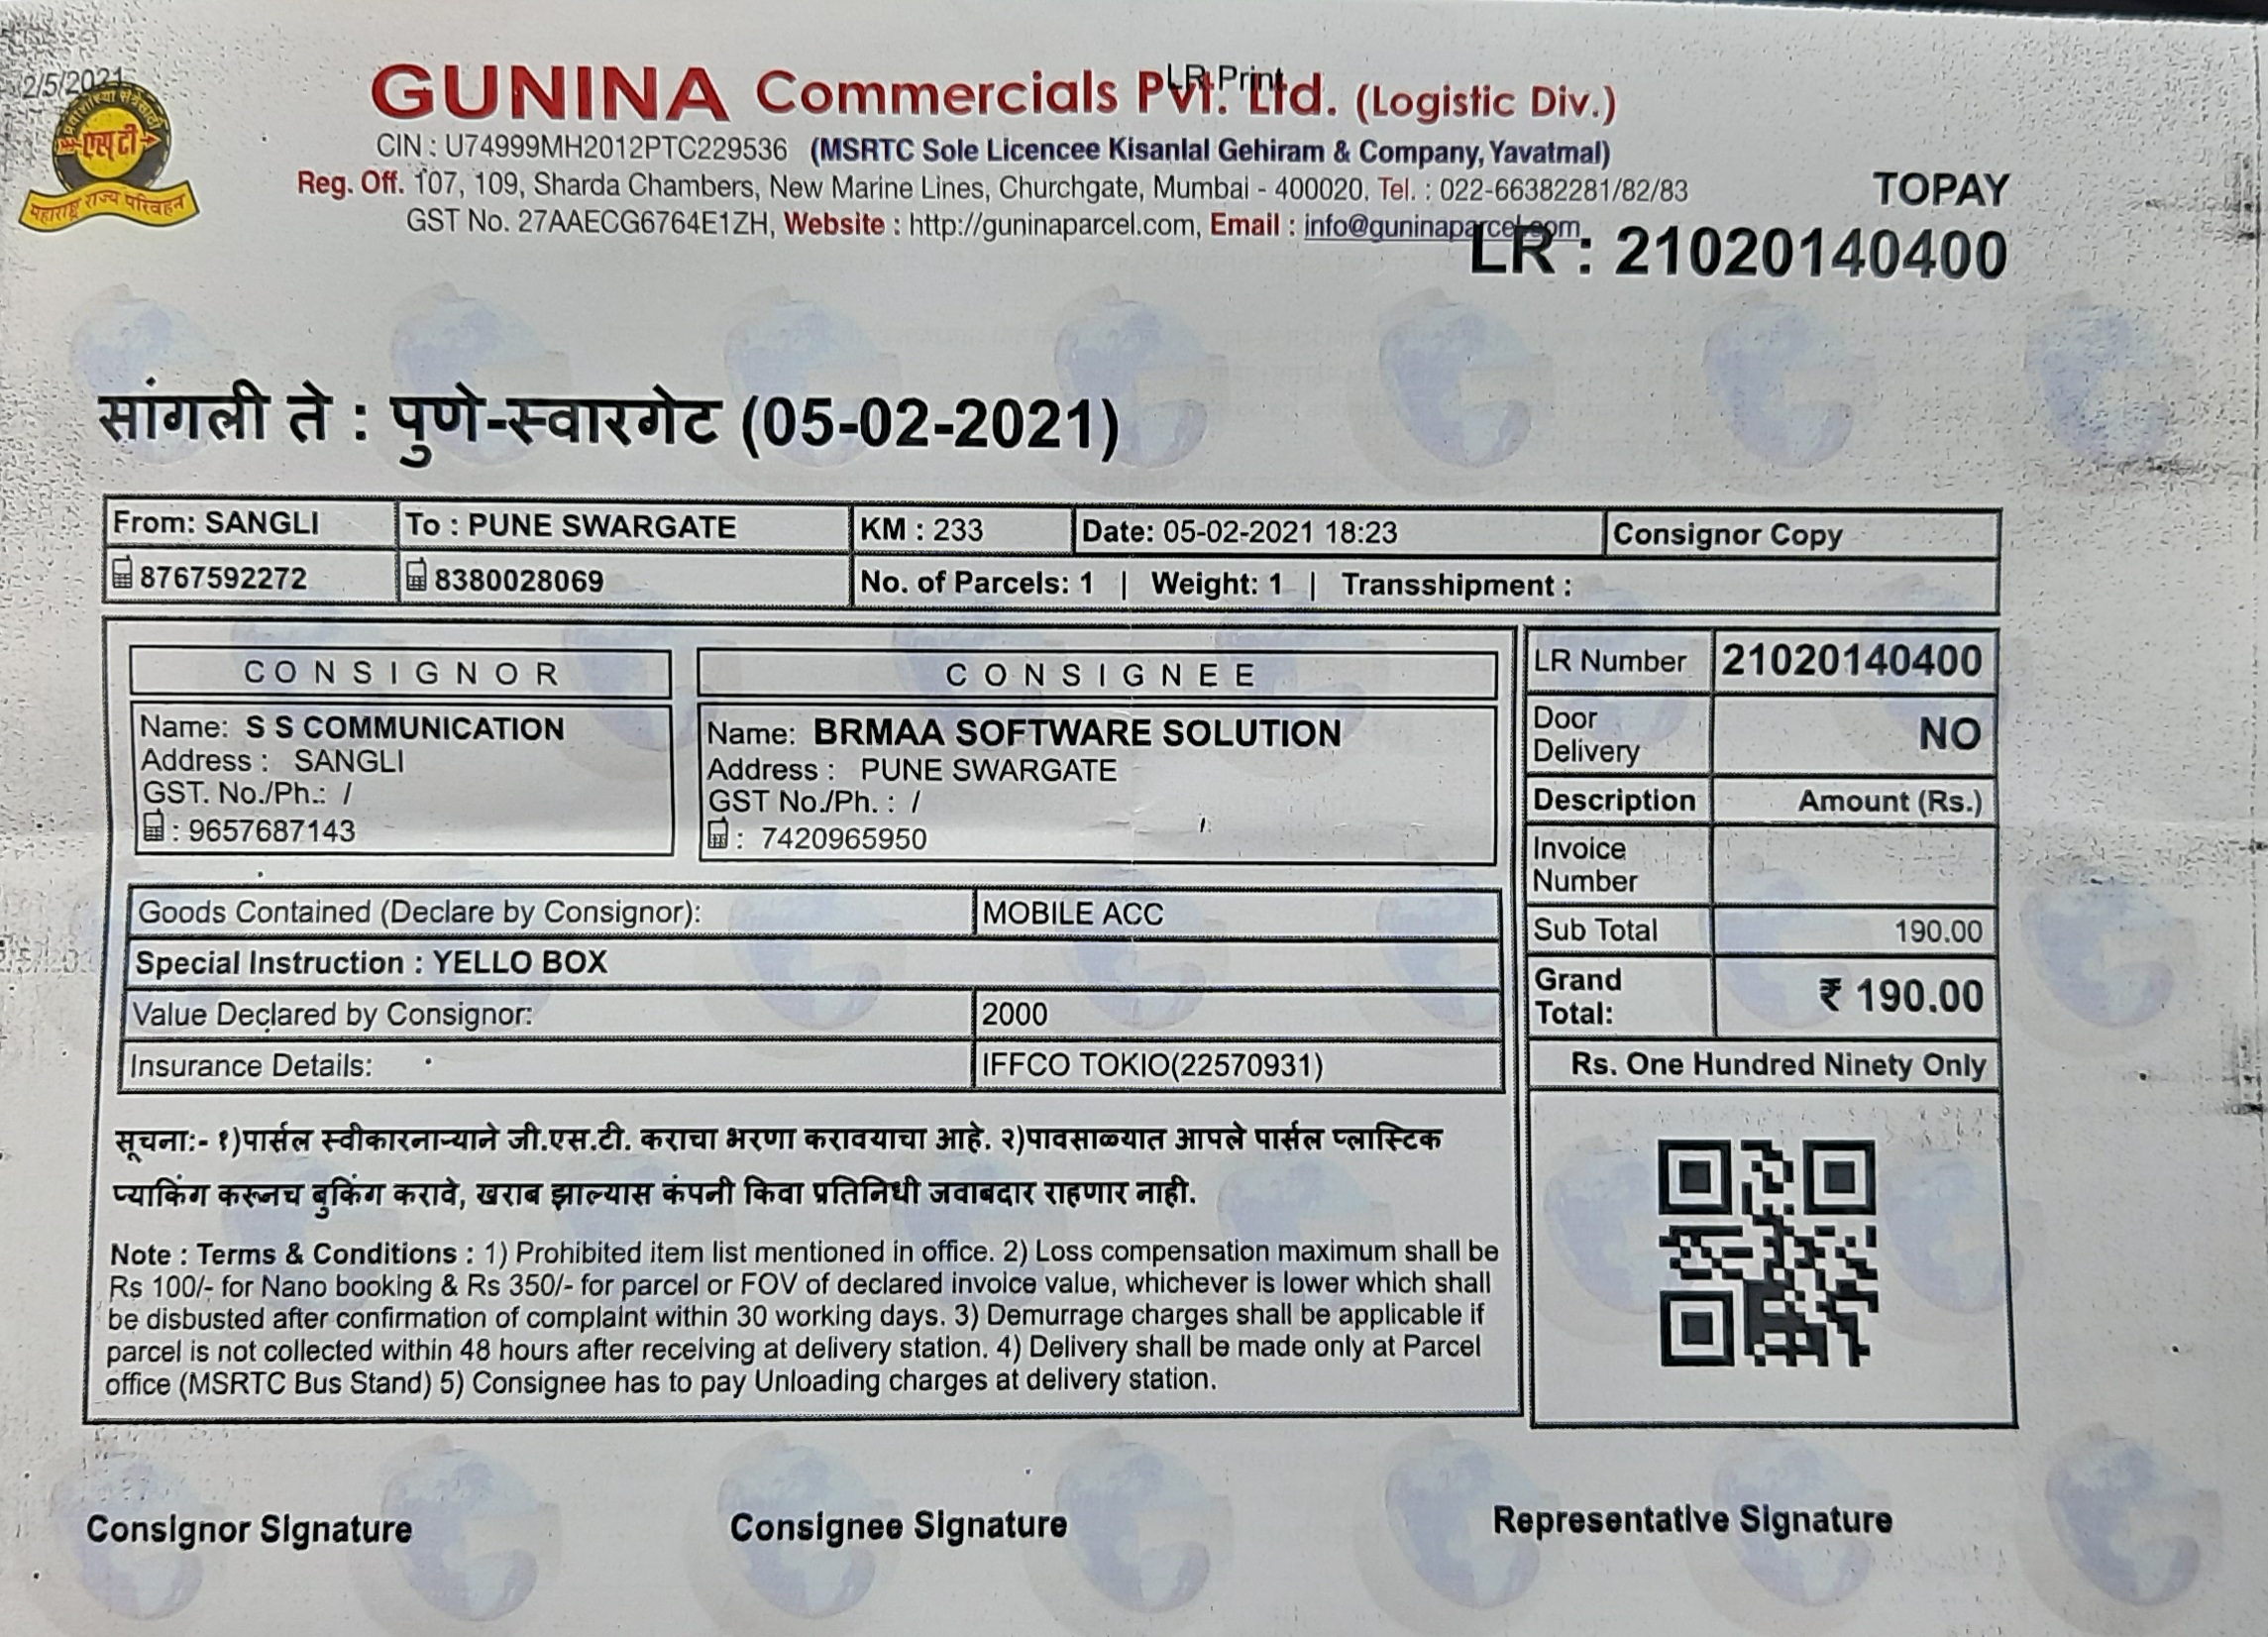 2/5/2021
LR Print
GUNINA Commercials Pvt. Ltd. (Logistic Div.)
CIN : U74999MH2012PTC229536 (MSRTC Sole Licencee Kisanlal Gehiram & Company, Yavatmal)
Reg. Off. 107, 109, Sharda Chambers, New Marine Lines, Churchgate, Mumbai - 400020. Tel. : 022-66382281/82/83
GST No. 27AAECG6764E1ZH, Website : http://guninaparcel.com, Email : info@guninaparcel.com
एस टी
महाराष्ट्र राज्य परिवहन
TOPAY
LR : 21020140400
सांगली ते : पुणे-स्वारगेट (05-02-2021)
From: SANGLI To : PUNE SWARGATE KM : 233 Date: 05-02-2021 18:23 Consignor Copy
8767592272 8380028069 No. of Parcels: 1 | Weight: 1 | Transshipment :
CONSIGNOR
Name: S S COMMUNICATION
Address : SANGLI
GST. No./Ph.: /
: 9657687143
CONSIGNEE
Name: BRMAA SOFTWARE SOLUTION
Address : PUNE SWARGATE
GST No./Ph. : /
: 7420965950
Goods Contained (Declare by Consignor): MOBILE ACC
Special Instruction : YELLO BOX
Value Declared by Consignor: 2000
Insurance Details: IFFCO TOKIO(22570931)
LR Number 21020140400
Door Delivery NO
Description Amount (Rs.)
Invoice Number
Sub Total 190.00
Grand Total: ₹ 190.00
Rs. One Hundred Ninety Only
सूचना:- १)पार्सल स्वीकारनाऱ्याने जी.एस.टी. कराचा भरणा करावयाचा आहे. २)पावसाळ्यात आपले पार्सल प्लास्टिक
प्याकिंग करूनच बुकिंग करावे, खराब झाल्यास कंपनी किवा प्रतिनिधी जवाबदार राहणार नाही.
Note : Terms & Conditions : 1) Prohibited item list mentioned in office. 2) Loss compensation maximum shall be
Rs 100/- for Nano booking & Rs 350/- for parcel or FOV of declared invoice value, whichever is lower which shall
be disbusted after confirmation of complaint within 30 working days. 3) Demurrage charges shall be applicable if
parcel is not collected within 48 hours after receiving at delivery station. 4) Delivery shall be made only at Parcel
office (MSRTC Bus Stand) 5) Consignee has to pay Unloading charges at delivery station.
Consignor Signature Consignee Signature Representative Signature